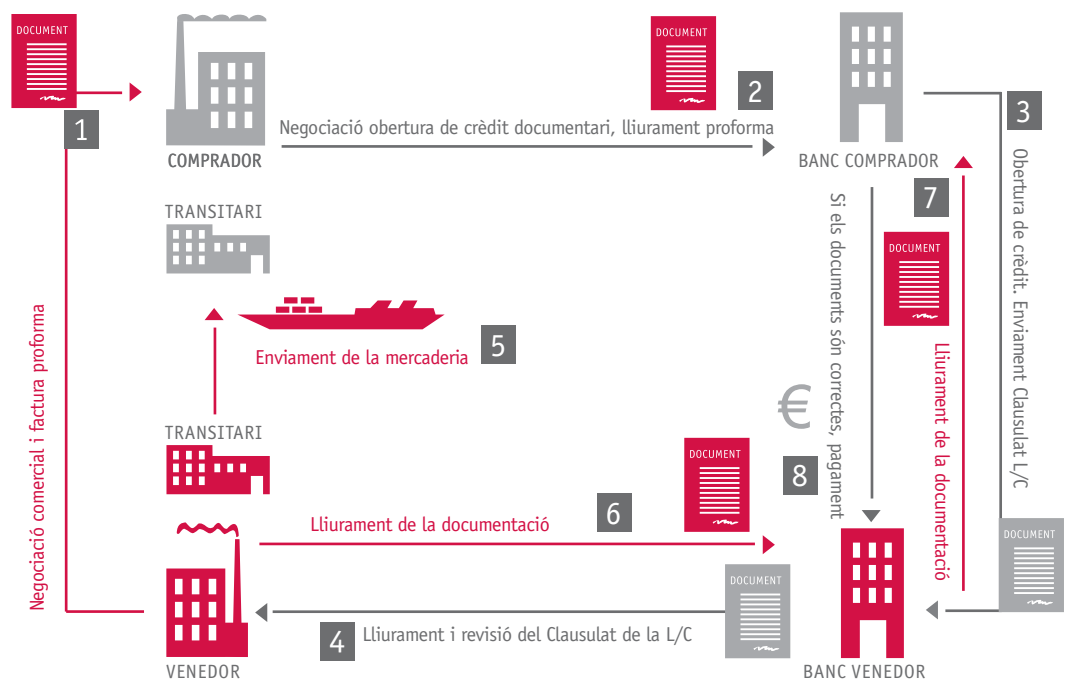 DOCUMENT
1
COMPRADOR
DOCUMENT
2
Negociació obertura de crèdit documentari, lliurament proforma
BANC COMPRADOR
3
Obertura de crèdit. Enviament Clausulat L/C
TRANSITARI
7
DOCUMENT
Lliurament de la documentació
Si els documents són correctes, pagament
€
8
Enviament de la mercaderia
5
TRANSITARI
Negociació comercial i factura proforma
Lliurament de la documentació
6
DOCUMENT
DOCUMENT
DOCUMENT
4
Lliurament i revisió del Clausulat de la L/C
VENEDOR
BANC VENEDOR